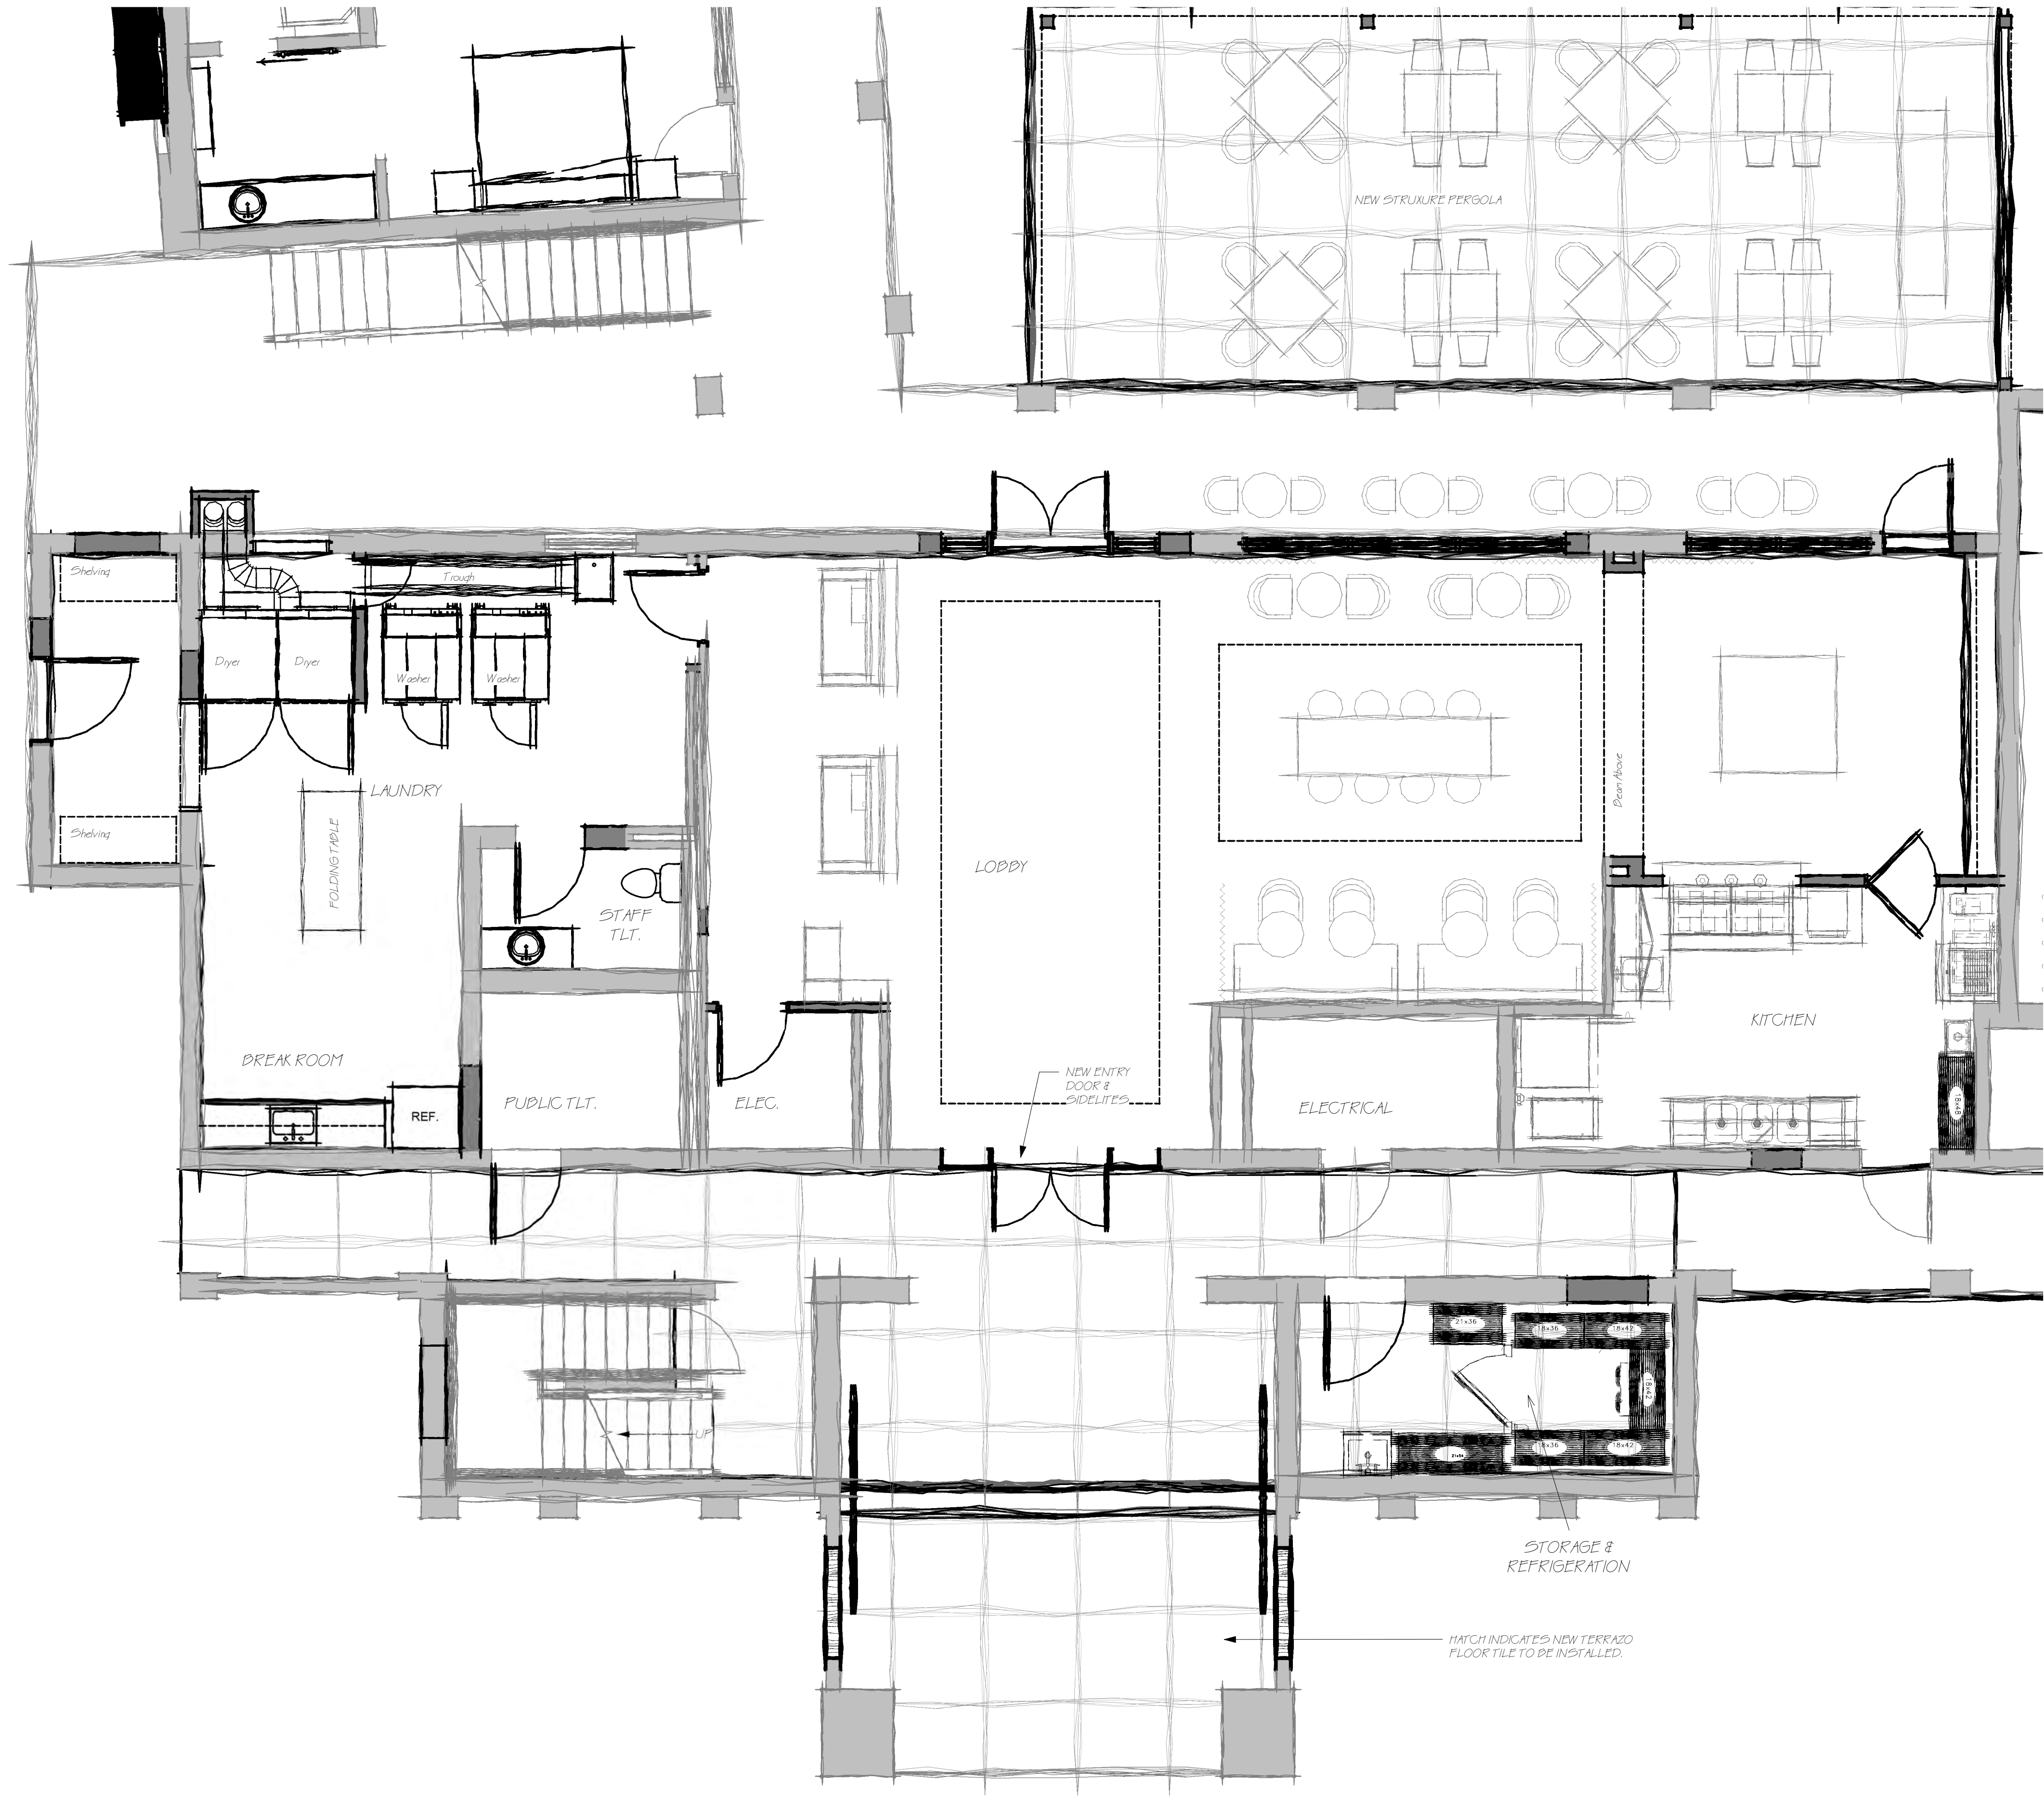 NEW STRUXURE PERGOLA
Shelving
Trough
Dryer
Dryer
Washer
Washer
LAUNDRY
FOLDING TABLE
Shelving
Beam Above
LOBBY
STAFF
TLT.
KITCHEN
BREAK ROOM
REF.
PUBLIC TLT.
ELEC.
NEW ENTRY
DOOR &
SIDELITES
ELECTRICAL
18x48
21x36
18x36
18x42
18x42
18x36
18x42
UP
STORAGE &
REFRIGERATION
HATCH INDICATES NEW TERRAZO
FLOOR TILE TO BE INSTALLED.